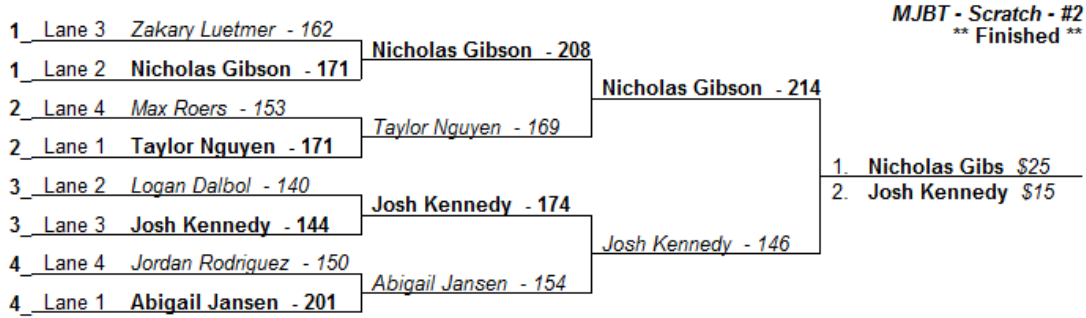 MJBT - Scratch - #2
** Finished **
1_ Lane 3 Zakary Luetmer - 162
Nicholas Gibson - 208
1_ Lane 2 Nicholas Gibson - 171
Nicholas Gibson - 214
2_ Lane 4 Max Roers - 153
Taylor Nguyen - 169
2_ Lane 1 Taylor Nguyen - 171
1. Nicholas Gibs $25
2. Josh Kennedy $15
3_ Lane 2 Logan Dalbol - 140
Josh Kennedy - 174
3_ Lane 3 Josh Kennedy - 144
Josh Kennedy - 146
4_ Lane 4 Jordan Rodriguez - 150
Abigail Jansen - 154
4_ Lane 1 Abigail Jansen - 201